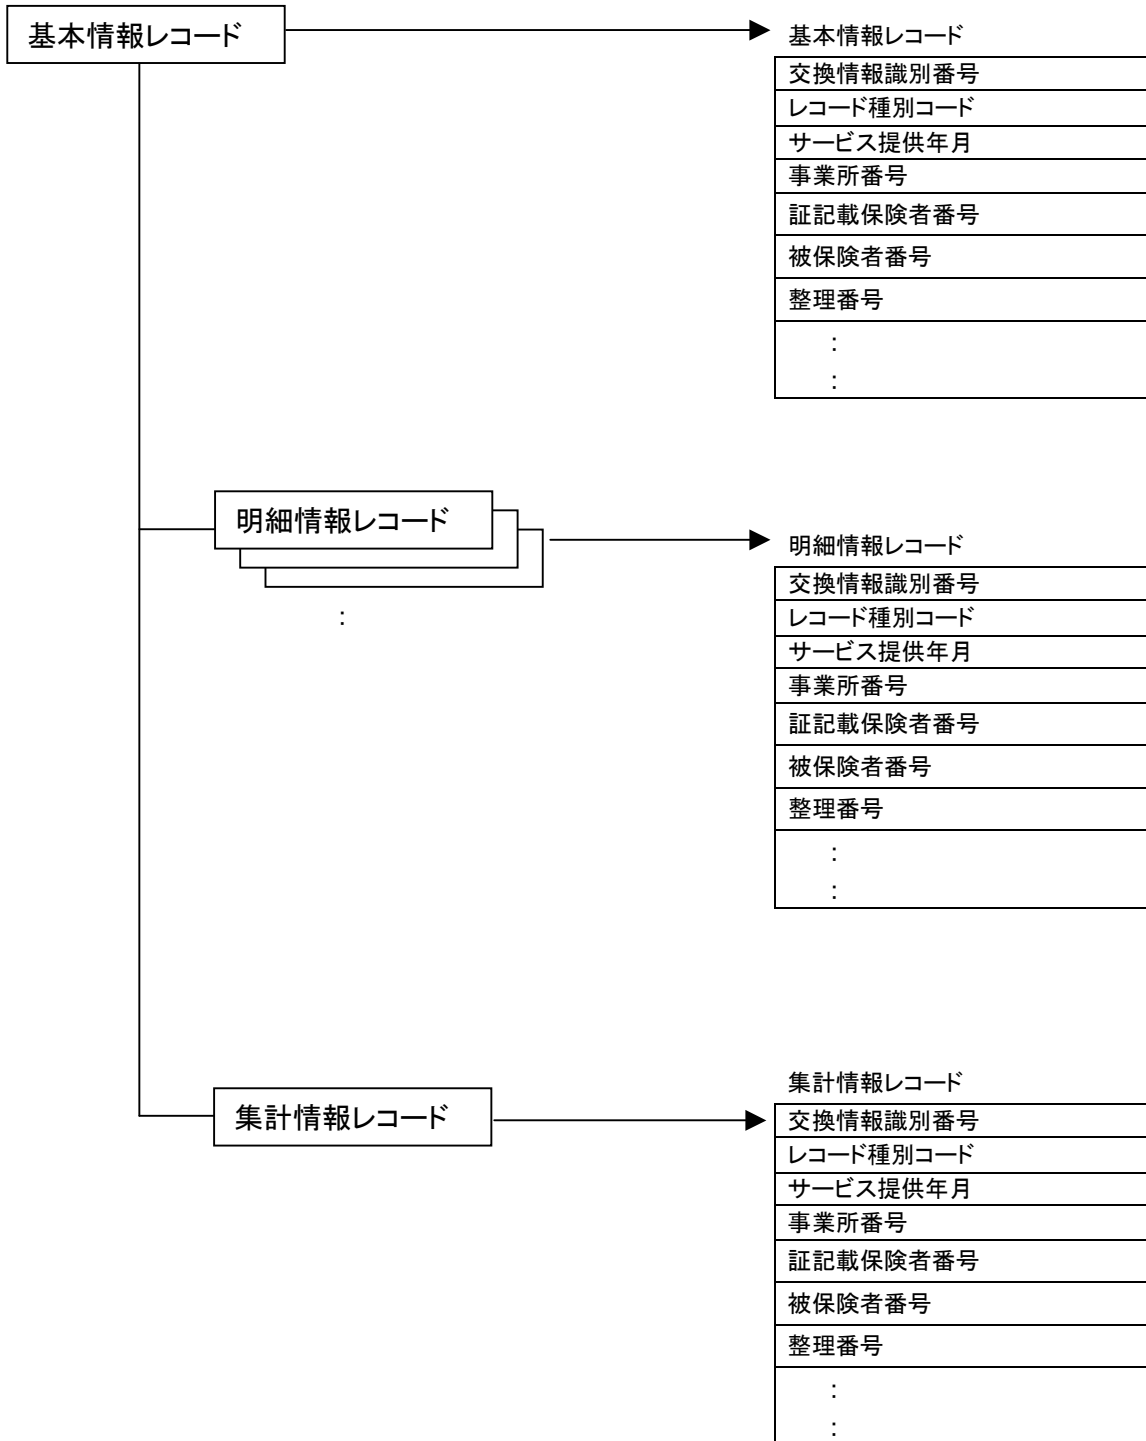 基本情報レコード
基本情報レコード
交換情報識別番号
レコード種別コード
サービス提供年月
事業所番号
証記載保険者番号
被保険者番号
整理番号
：
：
明細情報レコード
：
明細情報レコード
交換情報識別番号
レコード種別コード
サービス提供年月
事業所番号
証記載保険者番号
被保険者番号
整理番号
：
：
集計情報レコード
集計情報レコード
交換情報識別番号
レコード種別コード
サービス提供年月
事業所番号
証記載保険者番号
被保険者番号
整理番号
：
：